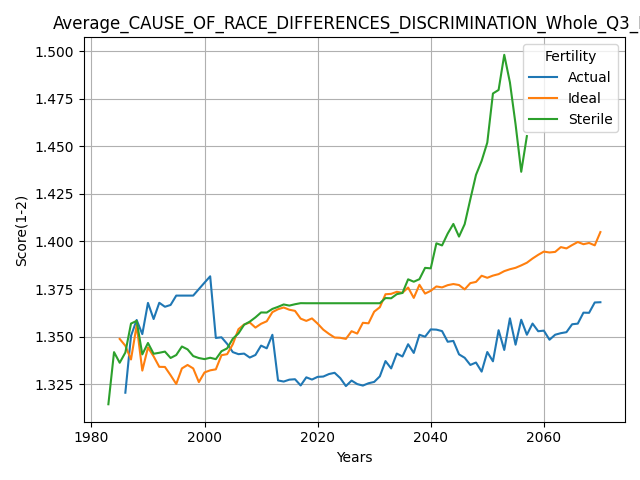 Average_CAUSE_OF_RACE_DIFFERENCES_DISCRIMINATION_Whole_Q3_
1.500
1.475
1.450
1.425
1.400
1.375
1.350
1.325
Score(1-2)
Fertility
Actual
Ideal
Sterile
1980
2000
2020
2040
2060
Years